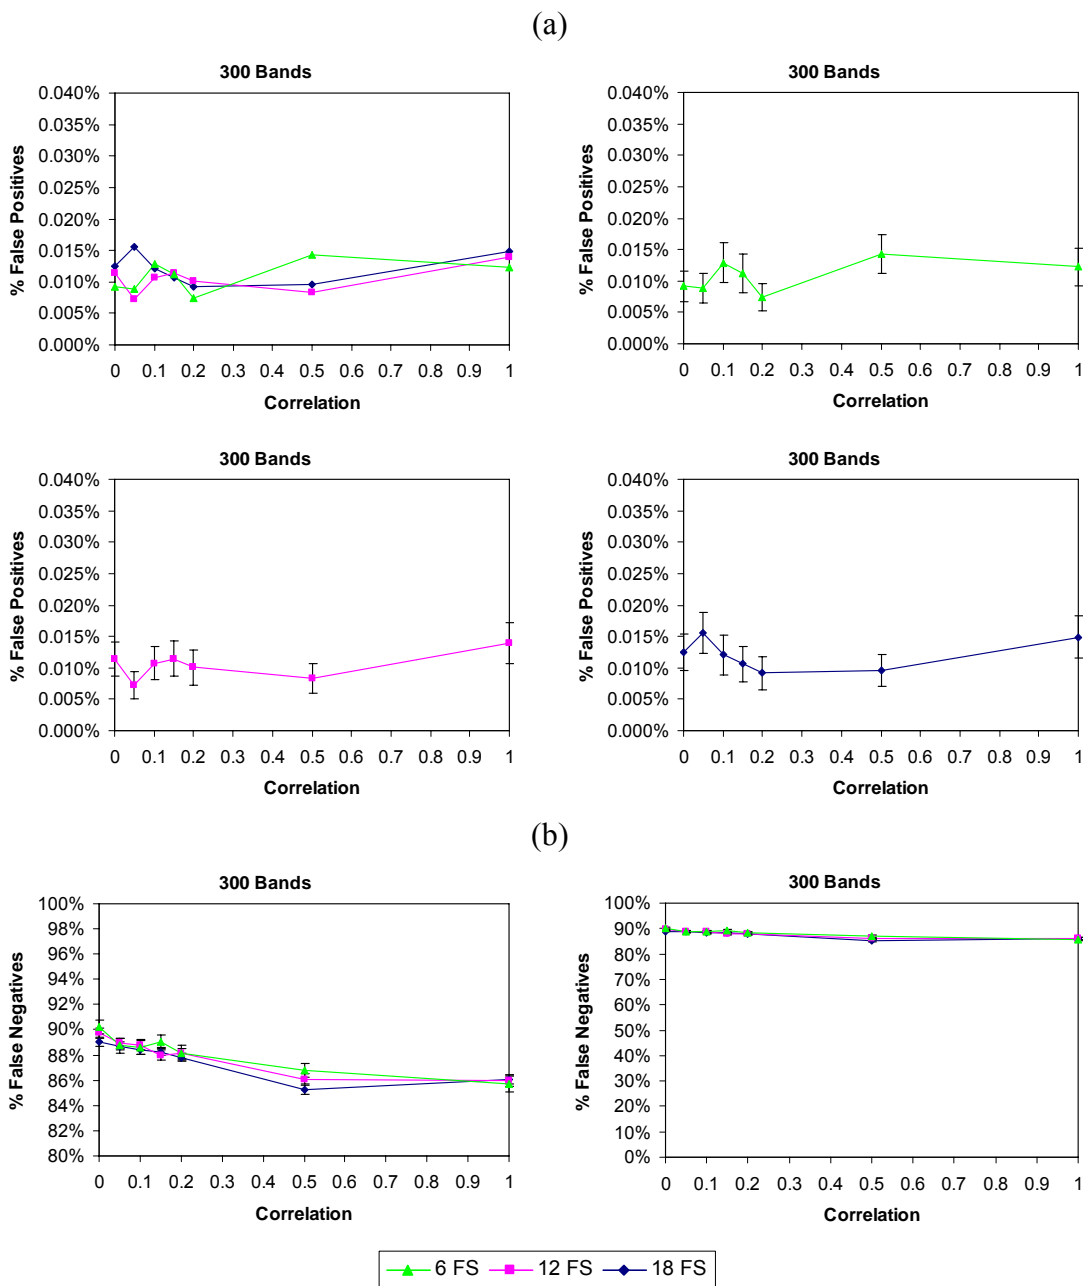 (a)
300 Bands
% False Positives
0.040%
0.035%
0.030%
0.025%
0.020%
0.015%
0.010%
0.005%
0.000%
0 0.1 0.2 0.3 0.4 0.5 0.6 0.7 0.8 0.9 1
Correlation
300 Bands
% False Positives
0.040%
0.035%
0.030%
0.025%
0.020%
0.015%
0.010%
0.005%
0.000%
0 0.1 0.2 0.3 0.4 0.5 0.6 0.7 0.8 0.9 1
Correlation
300 Bands
% False Positives
0.040%
0.035%
0.030%
0.025%
0.020%
0.015%
0.010%
0.005%
0.000%
0 0.1 0.2 0.3 0.4 0.5 0.6 0.7 0.8 0.9 1
Correlation
300 Bands
% False Positives
0.040%
0.035%
0.030%
0.025%
0.020%
0.015%
0.010%
0.005%
0.000%
0 0.1 0.2 0.3 0.4 0.5 0.6 0.7 0.8 0.9 1
Correlation
(b)
300 Bands
% False Negatives
100%
98%
96%
94%
92%
90%
88%
86%
84%
82%
80%
0 0.1 0.2 0.3 0.4 0.5 0.6 0.7 0.8 0.9 1
Correlation
300 Bands
% False Negatives
100%
90%
80%
70%
60%
50%
40%
30%
20%
10%
0%
0 0.1 0.2 0.3 0.4 0.5 0.6 0.7 0.8 0.9 1
Correlation
6 FS 12 FS 18 FS